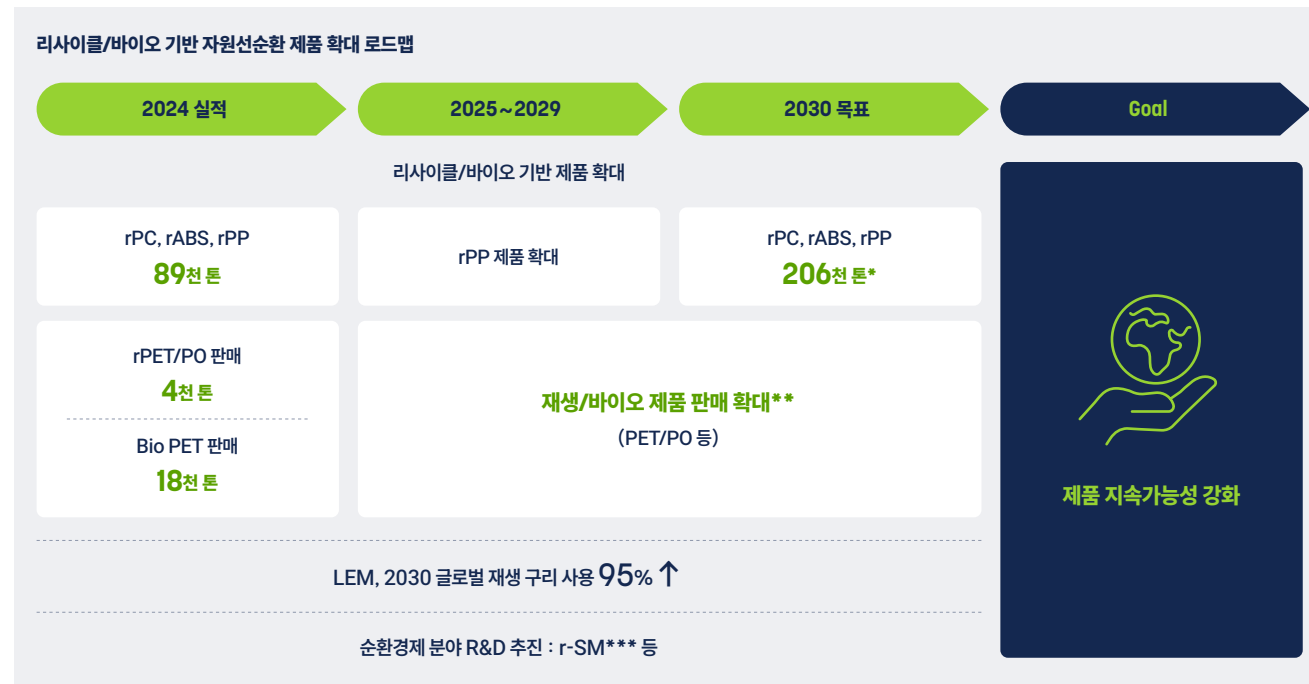 리사이클/바이오 기반 자원선순환 제품 확대 로드맵
2024 실적
2025~2029
2030 목표
Goal
리사이클/바이오 기반 제품 확대
rPC, rABS, rPP
89천 톤
rPP 제품 확대
rPC, rABS, rPP
206천 톤*
rPET/PO 판매
4천 톤
Bio PET 판매
18천 톤
재생/바이오 제품 판매 확대**
(PET/PO 등)
제품 지속가능성 강화
LEM, 2030 글로벌 재생 구리 사용 95% ↑
순환경제 분야 R&D 추진 : r-SM*** 등